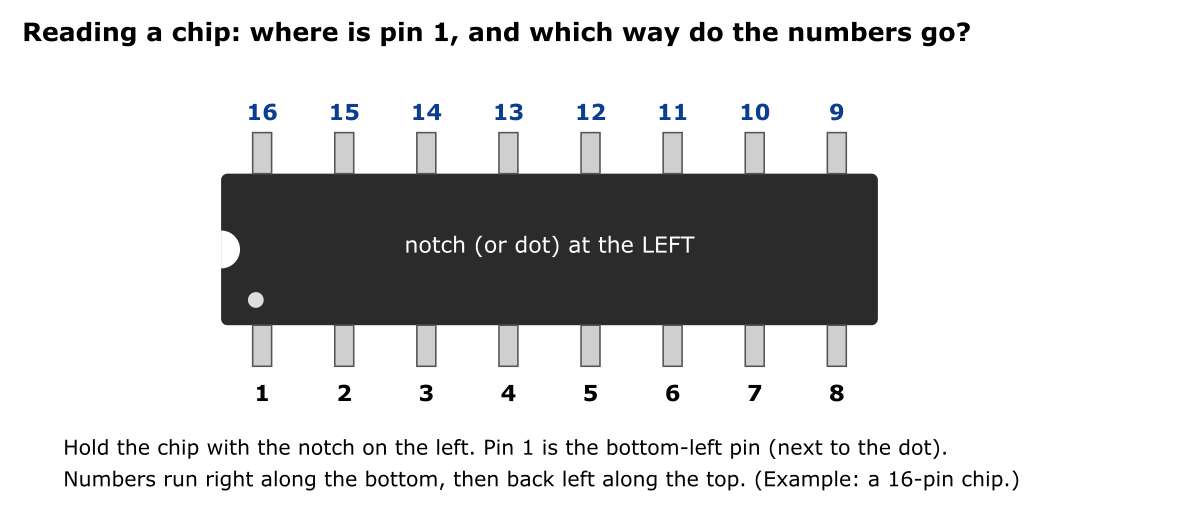 Reading a chip: where is pin 1, and which way do the numbers go?
16 15 14 13 12 11 10 9
notch (or dot) at the LEFT
1 2 3 4 5 6 7 8
Hold the chip with the notch on the left. Pin 1 is the bottom-left pin (next to the dot).
Numbers run right along the bottom, then back left along the top. (Example: a 16-pin chip.)